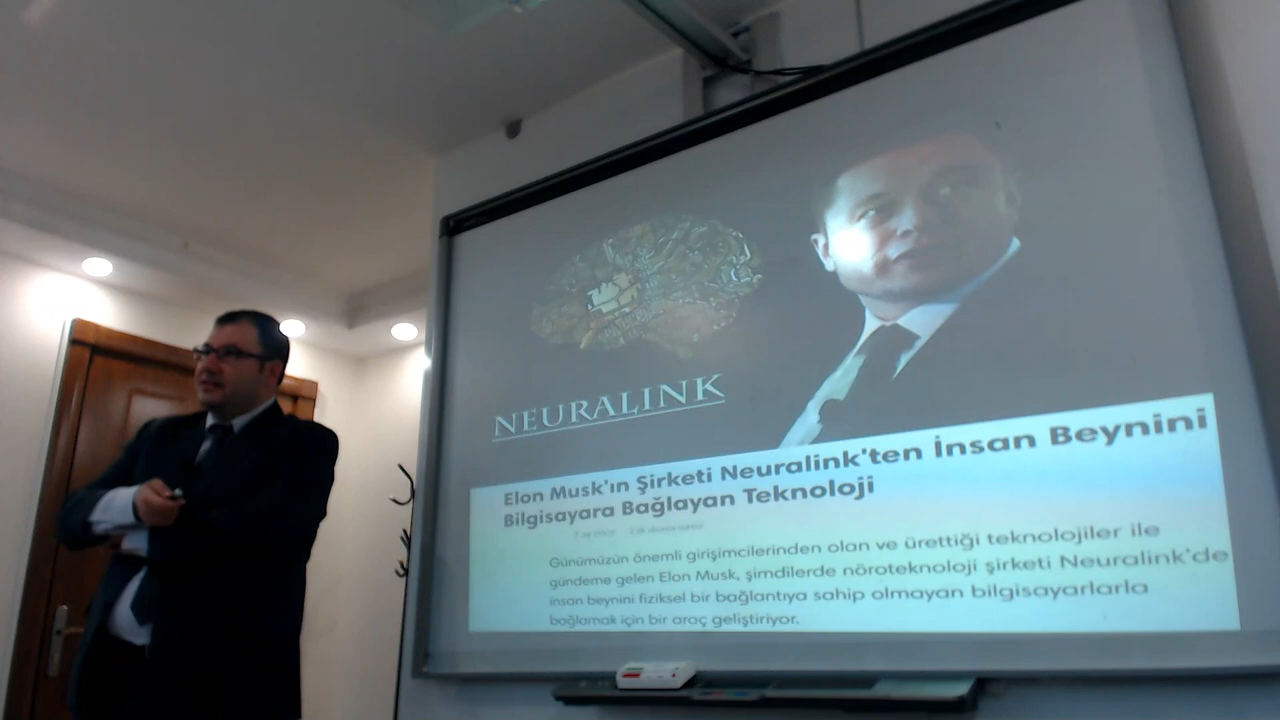 NEURALINK
Elon Musk'ın Şirketi Neuralink'ten İnsan Beynini
Bilgisayara Bağlayan Teknoloji
Günümüzün önemli girişimcilerinden olan ve ürettiği teknolojiler ile
gündeme gelen Elon Musk, şimdilerde nöroteknoloji şirketi Neuralink'de
insan beynini fiziksel bir bağlantıya sahip olmayan bilgisayarlarla
bağlamak için bir araç geliştiriyor.